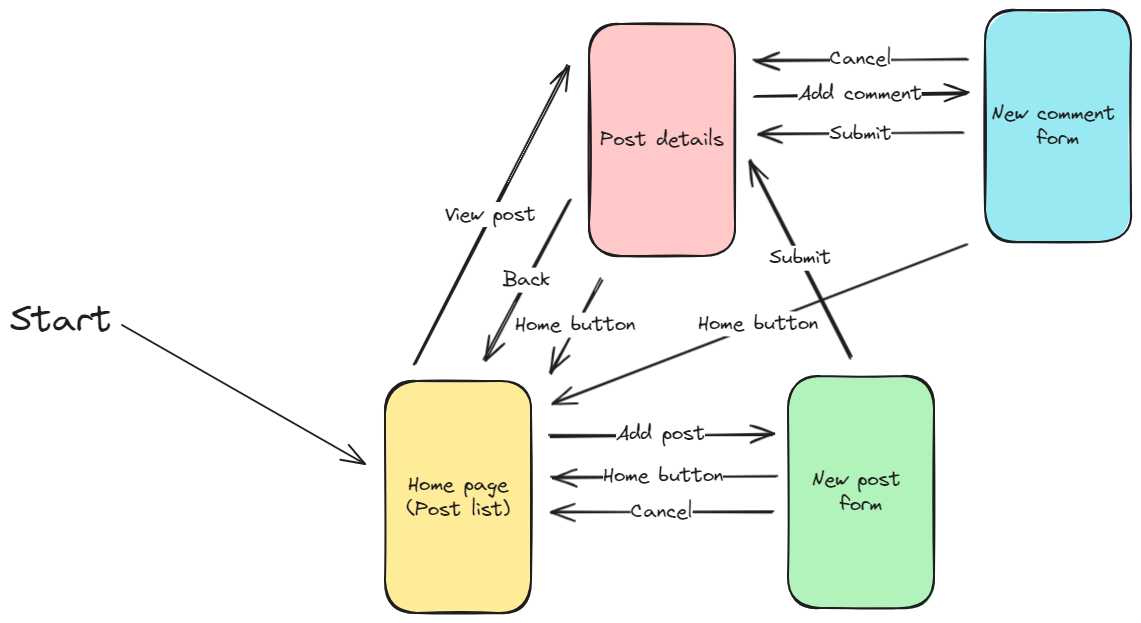 Cancel
Add comment
New comment
form
Post details
Submit
View post
Submit
Back
Start
Home button
Home button
Add post
Home page
(Post list)
Home button
New post
form
Cancel